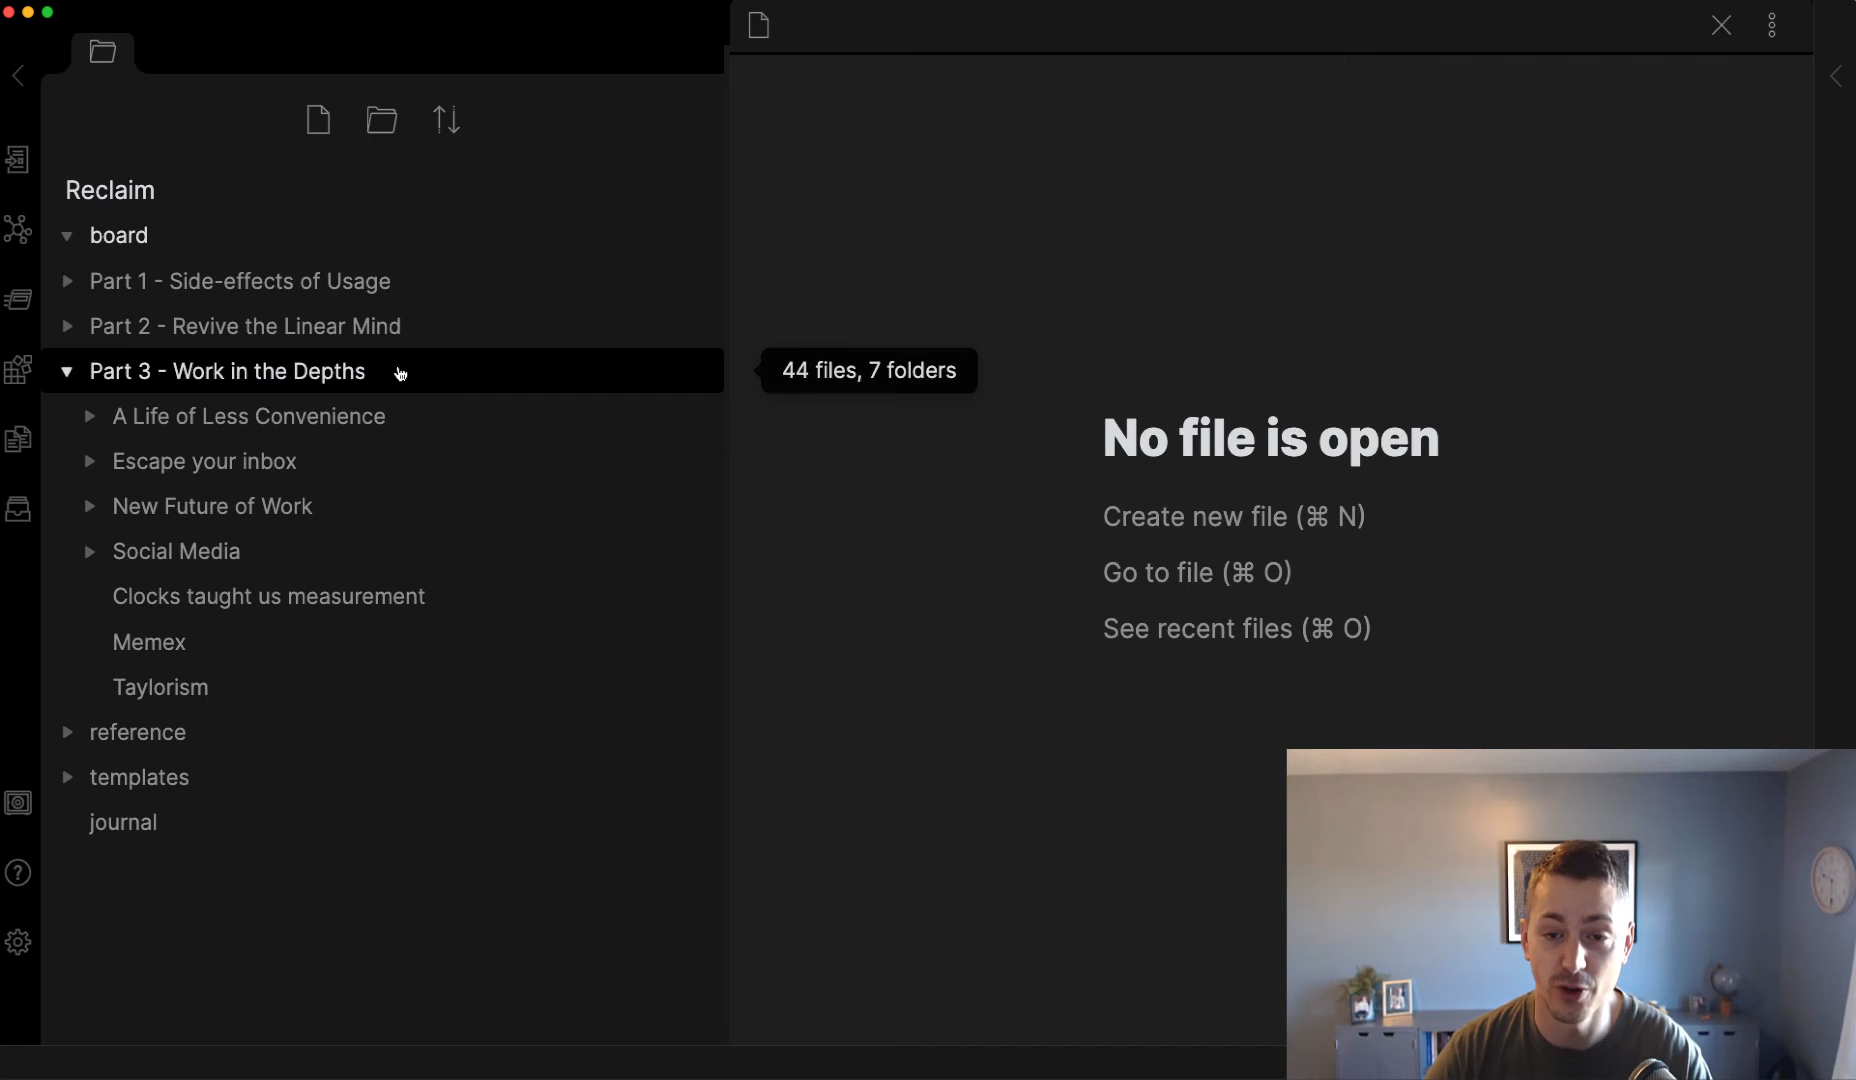 Reclaim
board
Part 1 - Side-effects of Usage
Part 2 - Revive the Linear Mind
Part 3 - Work in the Depths
44 files, 7 folders
A Life of Less Convenience
Escape your inbox
New Future of Work
Social Media
Clocks taught us measurement
Memex
Taylorism
reference
templates
journal
No file is open
Create new file (⌘ N)
Go to file (⌘ O)
See recent files (⌘ O)